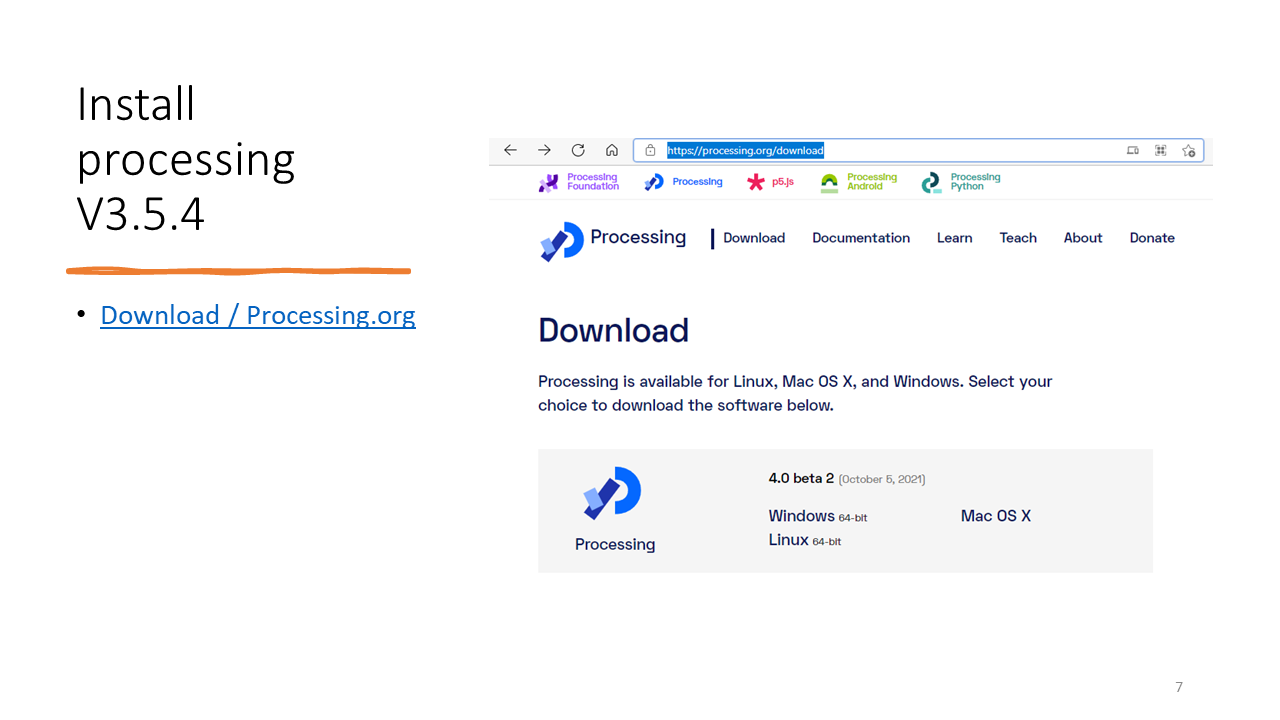 Install
processing
V3.5.4
• Download / Processing.org
https://processing.org/download
Processing Foundation
Processing
p5.js
Processing Android
Processing Python
Processing
Download Documentation Learn Teach About Donate
Download
Processing is available for Linux, Mac OS X, and Windows. Select your
choice to download the software below.
Processing
4.0 beta 2 (October 5, 2021)
Windows 64-bit Mac OS X
Linux 64-bit
7